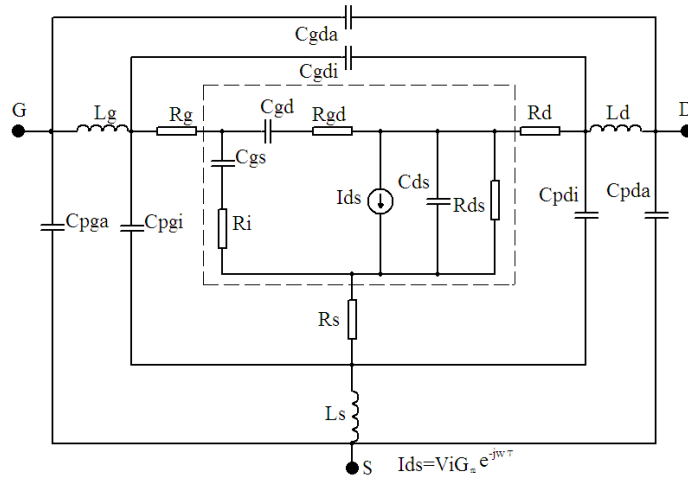 Cgda
Cgdi
G
Lg
Rg
Cgd
Rgd
Rd
Ld
D
Cgs
Ri
Ids
Cds
Rds
Cpdi
Cpda
Cpga
Cpgi
Rs
Ls
S
Ids=ViGₘe^-jwτ